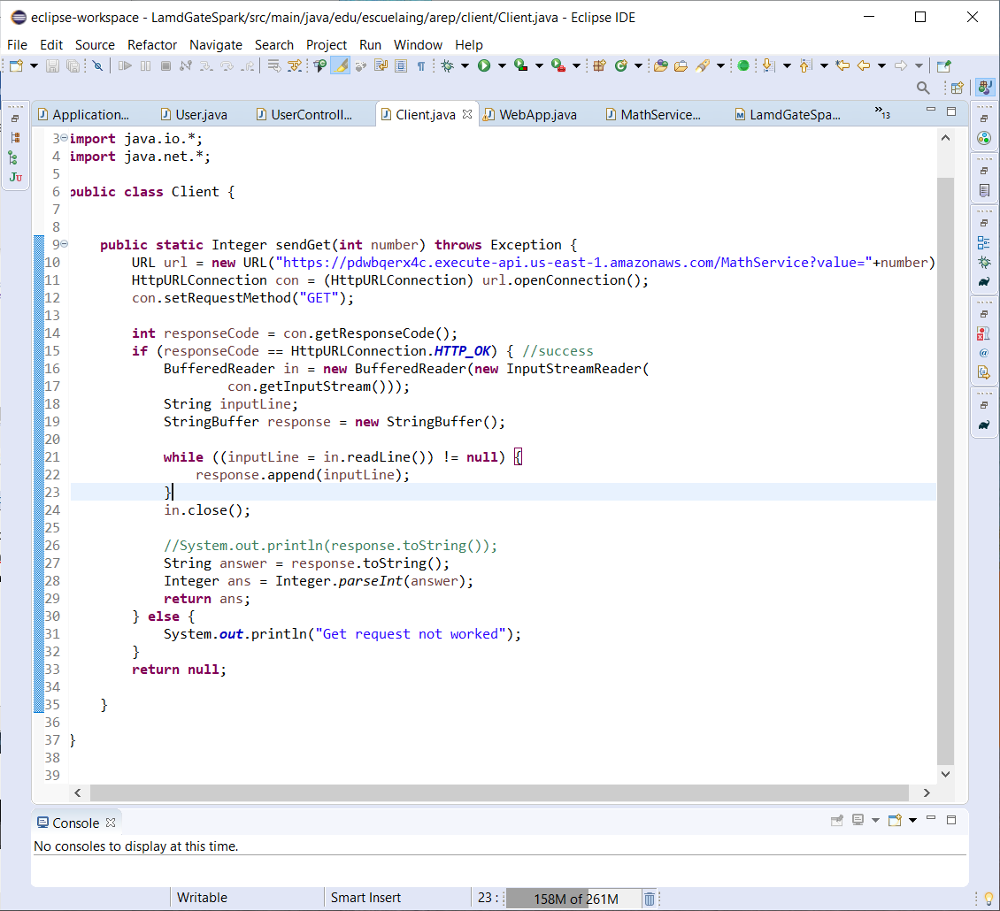 eclipse-workspace - LamdGateSpark/src/main/java/edu/escuelaing/arep/client/Client.java - Eclipse IDE
File Edit Source Refactor Navigate Search Project Run Window Help
Application... User.java UserControll... Client.java WebApp.java MathService... LamdGateSpa... »13
3 import java.io.*;
4 import java.net.*;
5
6 public class Client {
7
8
9     public static Integer sendGet(int number) throws Exception {
10         URL url = new URL("https://pdwbqerx4c.execute-api.us-east-1.amazonaws.com/MathService?value="+number)
11         HttpURLConnection con = (HttpURLConnection) url.openConnection();
12         con.setRequestMethod("GET");
13
14         int responseCode = con.getResponseCode();
15         if (responseCode == HttpURLConnection.HTTP_OK) { //success
16             BufferedReader in = new BufferedReader(new InputStreamReader(
17                     con.getInputStream()));
18             String inputLine;
19             StringBuffer response = new StringBuffer();
20
21             while ((inputLine = in.readLine()) != null) {
22                 response.append(inputLine);
23             }
24             in.close();
25
26             //System.out.println(response.toString());
27             String answer = response.toString();
28             Integer ans = Integer.parseInt(answer);
29             return ans;
30         } else {
31             System.out.println("Get request not worked");
32         }
33         return null;
34
35     }
36
37 }
38
39
Console
No consoles to display at this time.
Writable Smart Insert 23 : 158M of 261M